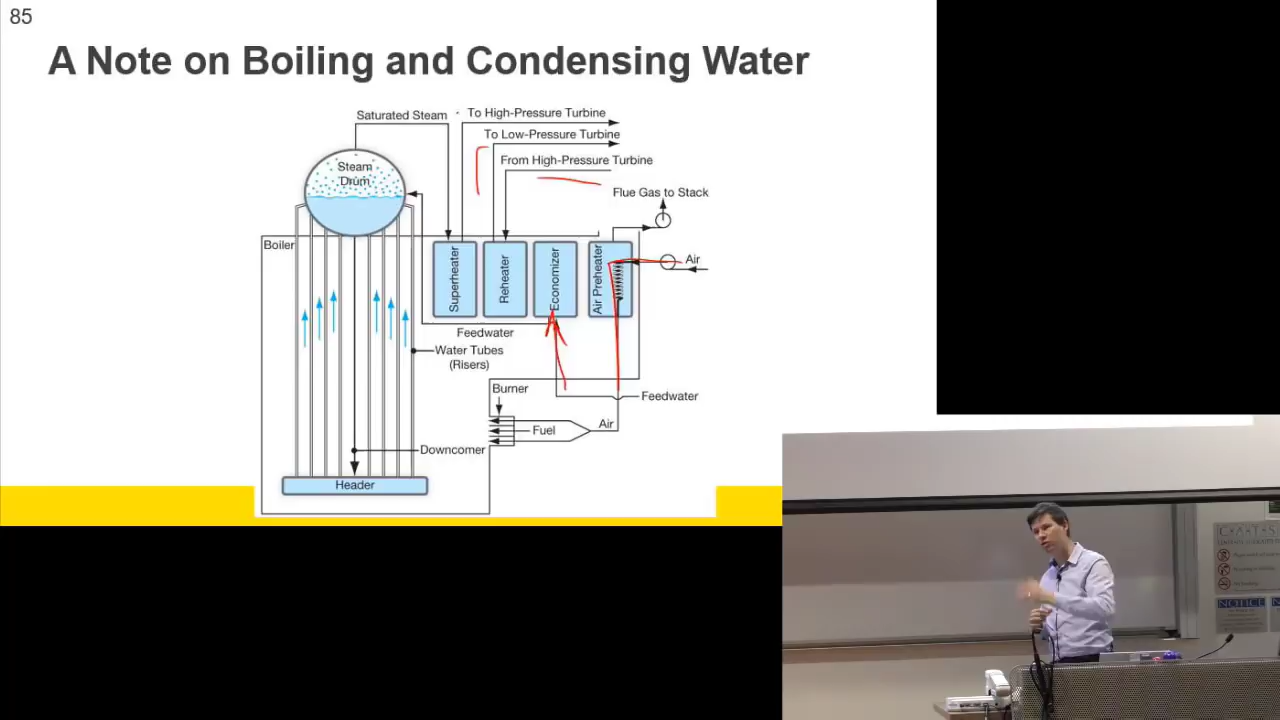 85
A Note on Boiling and Condensing Water
Saturated Steam
To High-Pressure Turbine
To Low-Pressure Turbine
From High-Pressure Turbine
Steam
Drum
Flue Gas to Stack
Boiler
Superheater
Reheater
Economizer
Air Preheater
Air
Feedwater
Water Tubes
(Risers)
Burner
Feedwater
Fuel
Air
Downcomer
Header
NOTICE